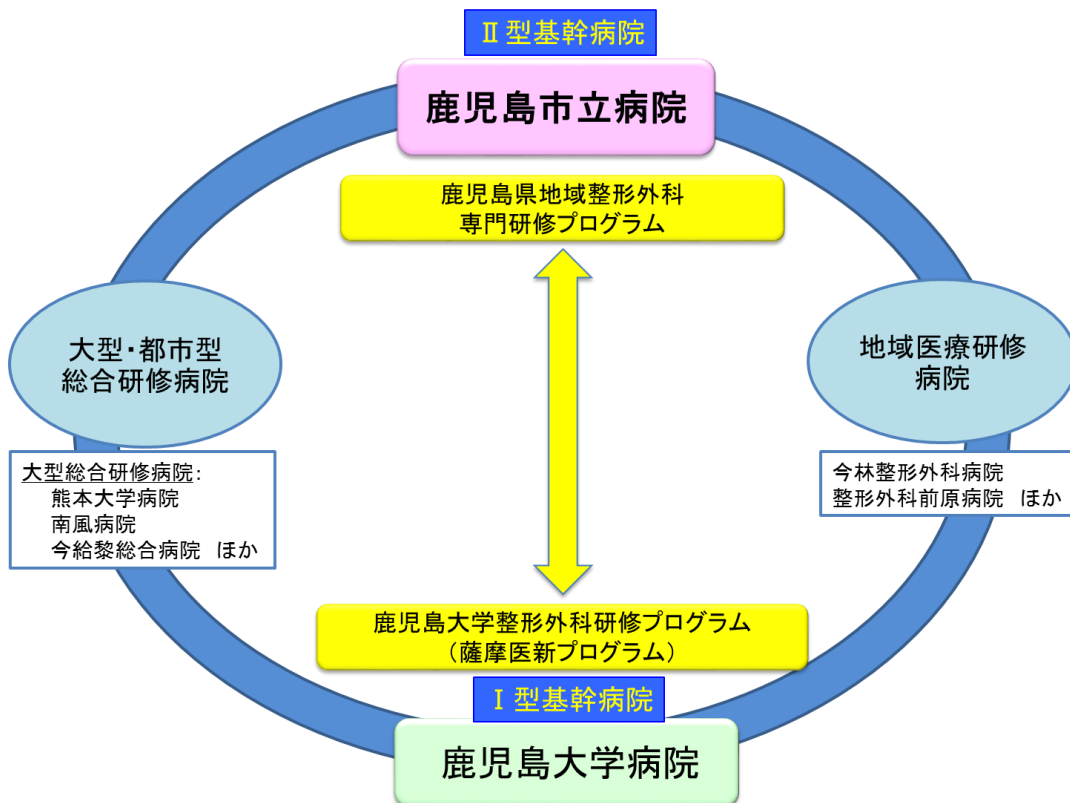 Ⅱ型基幹病院
鹿児島市立病院
鹿児島県地域整形外科
専門研修プログラム
大型・都市型
総合研修病院
地域医療研修
病院
大型総合研修病院:
熊本大学病院
南風病院
今給黎総合病院 ほか
今林整形外科病院
整形外科前原病院 ほか
鹿児島大学整形外科研修プログラム
(薩摩医新プログラム)
Ⅰ型基幹病院
鹿児島大学病院